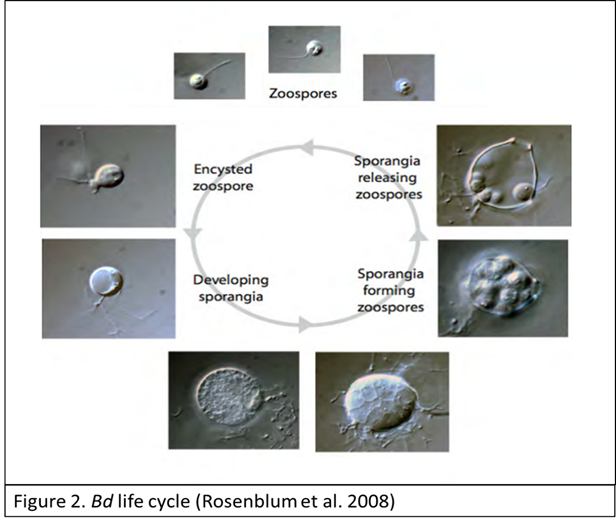 Zoospores
Encysted
zoospore
Sporangia
releasing
zoospores
Developing
sporangia
Sporangia
forming
zoospores
Figure 2. Bd life cycle (Rosenblum et al. 2008)